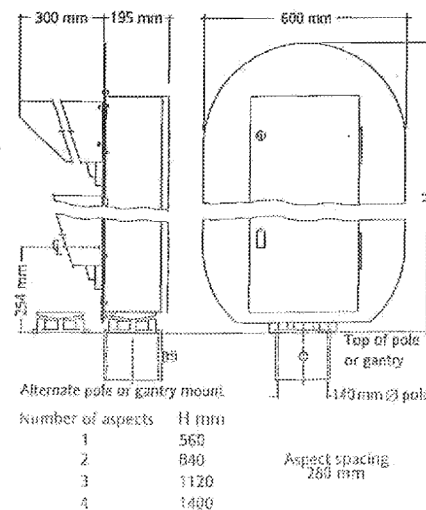 300 mm
195 mm
600 mm
254 mm
Top of pole
or gantry
Alternate pole or gantry mount
140 mm Ø pole
Number of aspects H mm
1 560
2 840
3 1120
4 1400
Aspect spacing
280 mm